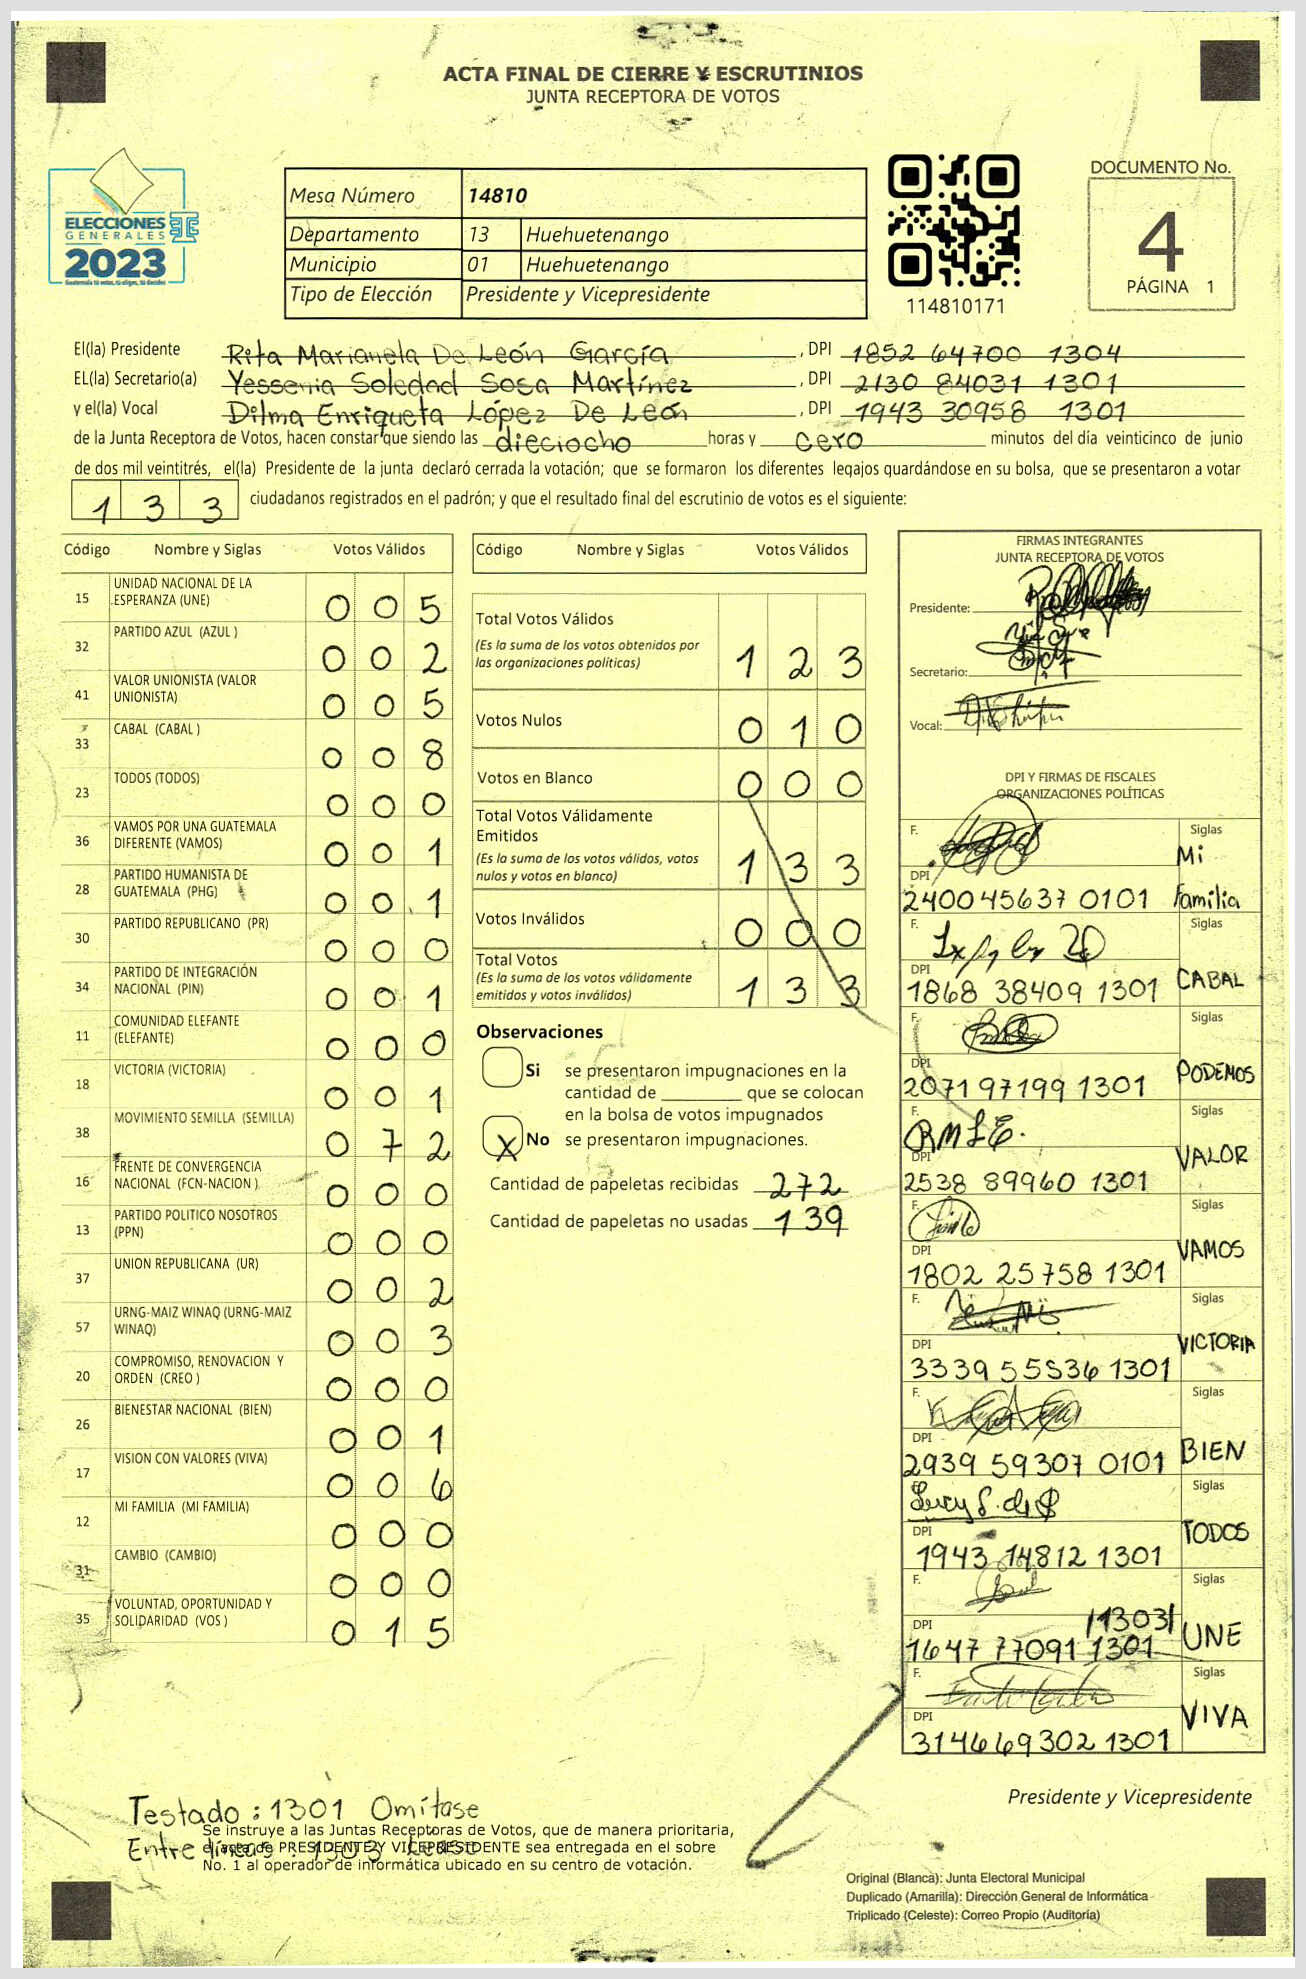 ACTA FINAL DE CIERRE Y ESCRUTINIOS
JUNTA RECEPTORA DE VOTOS
ELECCIONES
GENERALES
2023
Mesa Número 14810
Departamento 13 Huehuetenango
Municipio 01 Huehuetenango
Tipo de Elección Presidente y Vicepresidente
114810171
DOCUMENTO No.
4
PÁGINA 1
El(la) Presidente Rita Marianela De León García , DPI 1852 64700 1304
EL(la) Secretario(a) Yessenia Soledad Sosa Martínez , DPI 2130 84031 1301
y el(la) Vocal Dilma Enriqueta López De León , DPI 1943 30958 1301
de la Junta Receptora de Votos, hacen constar que siendo las dieciocho horas y cero minutos del día veinticinco de junio
de dos mil veintitrés, el(la) Presidente de la junta declaró cerrada la votación; que se formaron los diferentes legajos quardándose en su bolsa, que se presentaron a votar
133 ciudadanos registrados en el padrón; y que el resultado final del escrutinio de votos es el siguiente:
Código Nombre y Siglas Votos Válidos
15 UNIDAD NACIONAL DE LA ESPERANZA (UNE) 0 0 5
32 PARTIDO AZUL (AZUL ) 0 0 2
41 VALOR UNIONISTA (VALOR UNIONISTA) 0 0 5
33 CABAL (CABAL ) 0 0 8
23 TODOS (TODOS) 0 0 0
36 VAMOS POR UNA GUATEMALA DIFERENTE (VAMOS) 0 0 1
28 PARTIDO HUMANISTA DE GUATEMALA (PHG) 0 0 1
30 PARTIDO REPUBLICANO (PR) 0 0 0
34 PARTIDO DE INTEGRACIÓN NACIONAL (PIN) 0 0 1
11 COMUNIDAD ELEFANTE (ELEFANTE) 0 0 0
18 VICTORIA (VICTORIA) 0 0 1
38 MOVIMIENTO SEMILLA (SEMILLA) 0 7 2
16 FRENTE DE CONVERGENCIA NACIONAL (FCN-NACION ) 0 0 0
13 PARTIDO POLITICO NOSOTROS (PPN) 0 0 0
37 UNION REPUBLICANA (UR) 0 0 2
57 URNG-MAIZ WINAQ (URNG-MAIZ WINAQ) 0 0 3
20 COMPROMISO, RENOVACION Y ORDEN (CREO ) 0 0 0
26 BIENESTAR NACIONAL (BIEN) 0 0 1
17 VISION CON VALORES (VIVA) 0 0 6
12 MI FAMILIA (MI FAMILIA) 0 0 0
31 CAMBIO (CAMBIO) 0 0 0
35 VOLUNTAD, OPORTUNIDAD Y SOLIDARIDAD (VOS ) 0 1 5
Código Nombre y Siglas Votos Válidos
Total Votos Válidos
(Es la suma de los votos obtenidos por
las organizaciones políticas) 1 2 3
Votos Nulos 0 1 0
Votos en Blanco 0 0 0
Total Votos Válidamente
Emitidos
(Es la suma de los votos válidos, votos
nulos y votos en blanco) 1 3 3
Votos Inválidos 0 0 0
Total Votos
(Es la suma de los votos válidamente
emitidos y votos inválidos) 1 3 3
Observaciones
Si se presentaron impugnaciones en la
cantidad de ________ que se colocan
en la bolsa de votos impugnados
X No se presentaron impugnaciones.
Cantidad de papeletas recibidas 272
Cantidad de papeletas no usadas 139
FIRMAS INTEGRANTES
JUNTA RECEPTORA DE VOTOS
Presidente:
Secretario:
Vocal:
DPI Y FIRMAS DE FISCALES
ORGANIZACIONES POLÍTICAS
F. Siglas
Mi Familia
DPI 240045637 0101
F. Siglas
CABAL
DPI 1868 38409 1301
F. Siglas
PODEMOS
DPI 2071 97199 1301
F. Siglas
VALOR
DPI 2538 89960 1301
F. Siglas
VAMOS
DPI 1802 25758 1301
F. Siglas
VICTORIA
DPI 3339 55536 1301
F. Siglas
BIEN
DPI 2939 59307 0101
F. Siglas
TODOS
DPI 1943 14812 1301
F. Siglas
UNE
/1303/
DPI 1647 77091 1301
F. Siglas
VIVA
DPI 3146 69302 1301
Presidente y Vicepresidente
Testado : 1301 Omítase
Se instruye a las Juntas Receptoras de Votos, que de manera prioritaria,
el acta de PRESIDENTE Y VICEPRESIDENTE sea entregada en el sobre
Entre líneas : 1303 Léase
No. 1 al operador de informática ubicado en su centro de votación.
Original (Blanca): Junta Electoral Municipal
Duplicado (Amarilla): Dirección General de Informática
Triplicado (Celeste): Correo Propio (Auditoría)